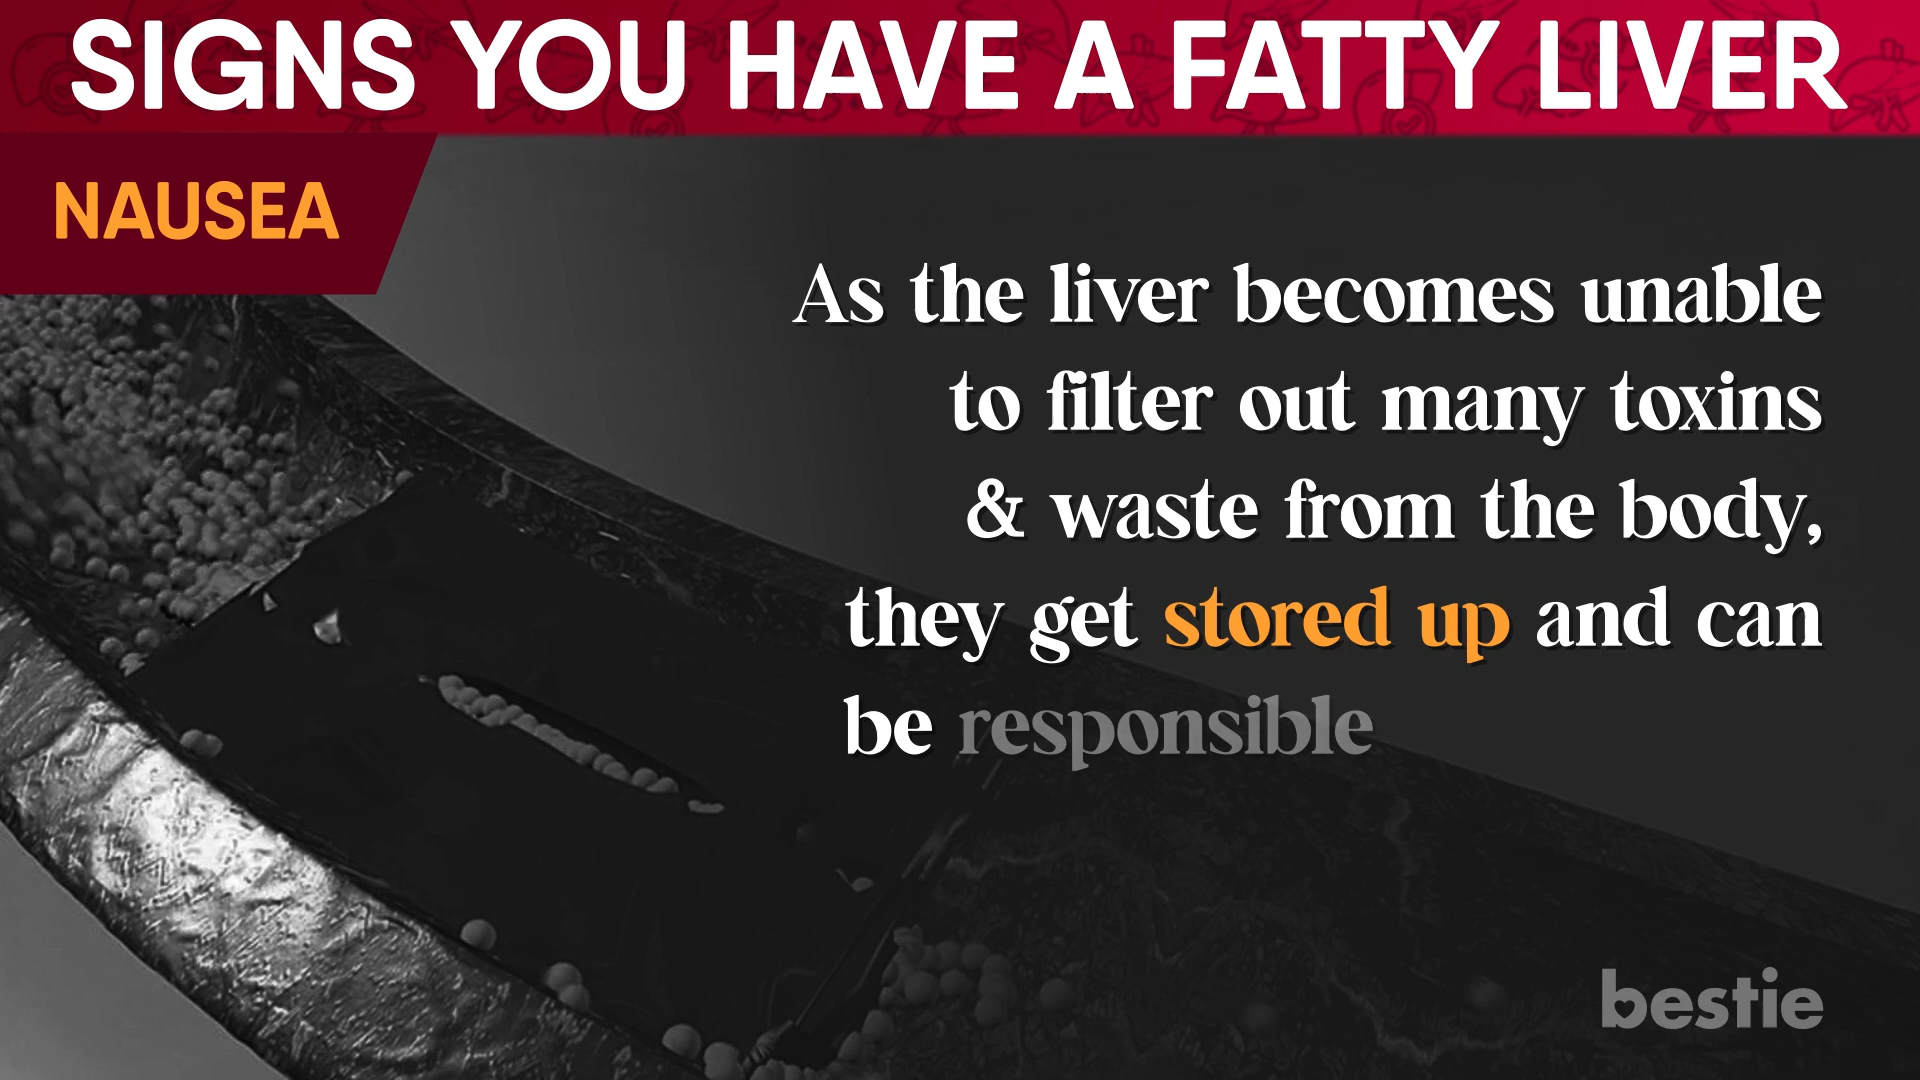 SIGNS YOU HAVE A FATTY LIVER
NAUSEA
As the liver becomes unable
to filter out many toxins
& waste from the body,
they get stored up and can
be responsible
bestie